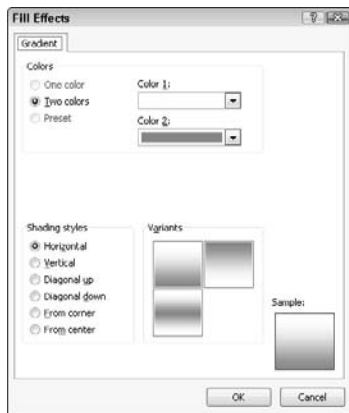 Fill Effects
Gradient
Colors
One color
Two colors
Preset
Color 1:
Color 2:
Shading styles
Horizontal
Vertical
Diagonal up
Diagonal down
From corner
From center
Variants
Sample:
OK
Cancel